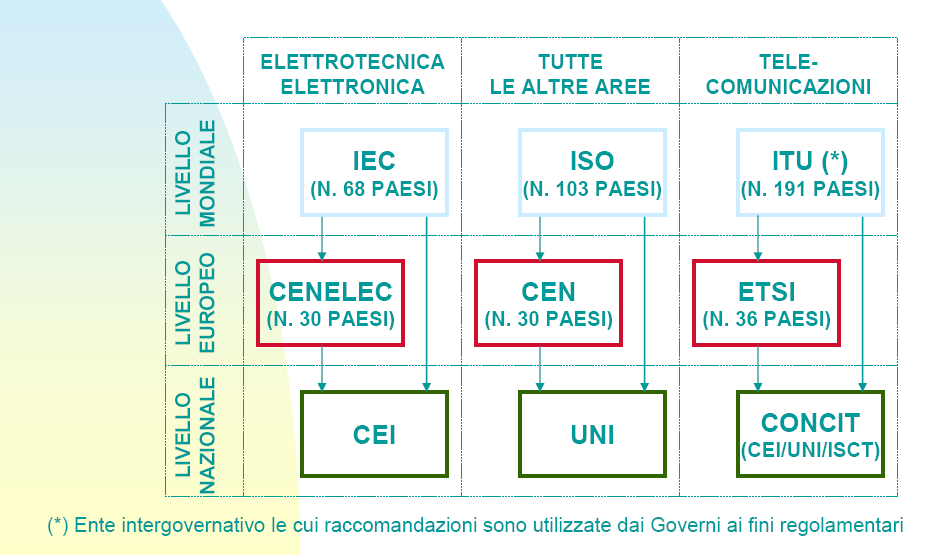 ELETTROTECNICA
ELETTRONICA
TUTTE
LE ALTRE AREE
TELE-
COMUNICAZIONI
LIVELLO
MONDIALE
IEC
(N. 68 PAESI)
ISO
(N. 103 PAESI)
ITU (*)
(N. 191 PAESI)
LIVELLO
EUROPEO
CENELEC
(N. 30 PAESI)
CEN
(N. 30 PAESI)
ETSI
(N. 36 PAESI)
LIVELLO
NAZIONALE
CEI
UNI
CONCIT
(CEI/UNI/ISCT)
(*) Ente intergovernativo le cui raccomandazioni sono utilizzate dai Governi ai fini regolamentari